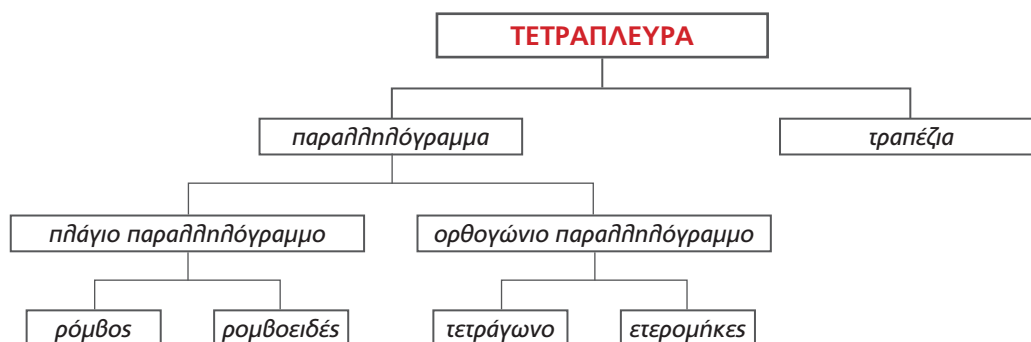 ΤΕΤΡΑΠΛΕΥΡΑ
παραλληλόγραμμα
τραπέζια
πλάγιο παραλληλόγραμμο
ορθογώνιο παραλληλόγραμμο
ρόμβος
ρομβοειδές
τετράγωνο
ετερομήκες